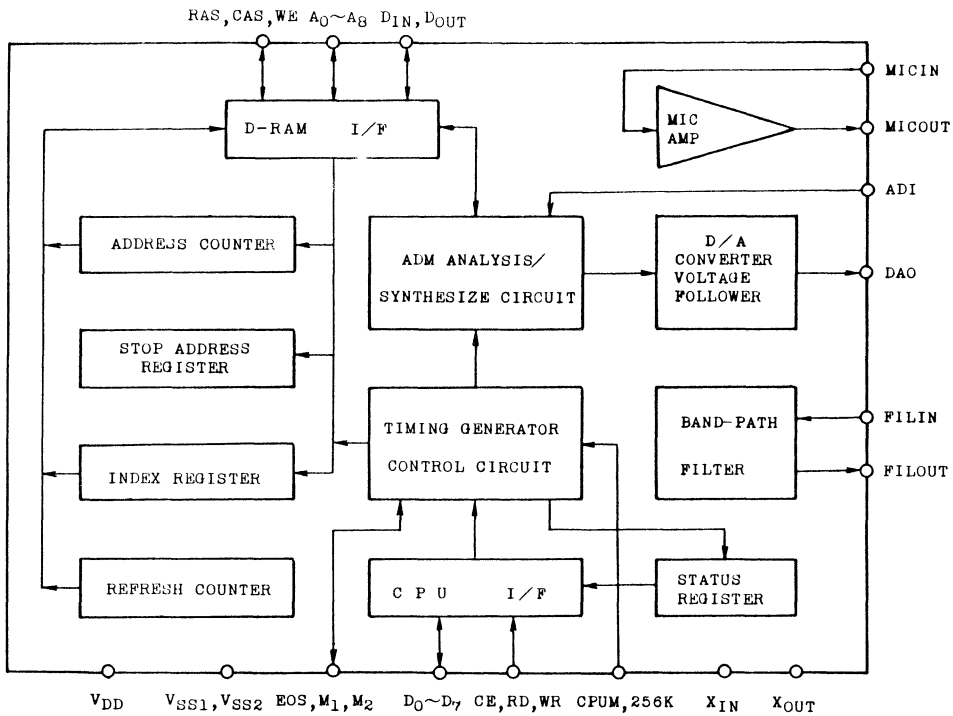 RAS,CAS,WE A0~A8 DIN,DOUT
MICIN
D-RAM I/F
MIC
AMP
MICOUT
ADI
ADDRESS COUNTER
ADM ANALYSIS/
SYNTHESIZE CIRCUIT
D/A
CONVERTER
VOLTAGE
FOLLOWER
DAO
STOP ADDRESS
REGISTER
TIMING GENERATOR
CONTROL CIRCUIT
BAND-PATH
FILTER
FILIN
FILOUT
INDEX REGISTER
REFRESH COUNTER
CPU I/F
STATUS
REGISTER
VDD VSS1,VSS2 EOS,M1,M2 D0~D7 CE,RD,WR CPUM,256K XIN XOUT